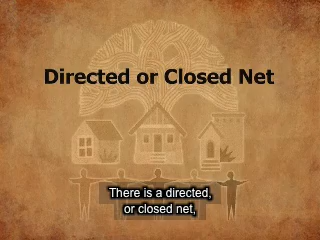 Directed or Closed Net
There is a directed,
or closed net,